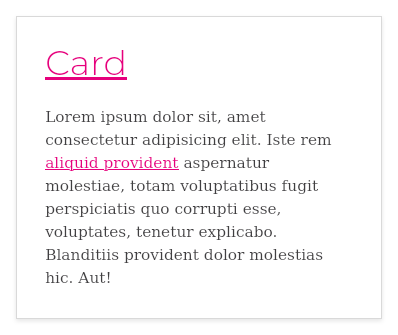 Card
Lorem ipsum dolor sit, amet
consectetur adipisicing elit. Iste rem
aliquid provident aspernatur
molestiae, totam voluptatibus fugit
perspiciatis quo corrupti esse,
voluptates, tenetur explicabo.
Blanditiis provident dolor molestias
hic. Aut!